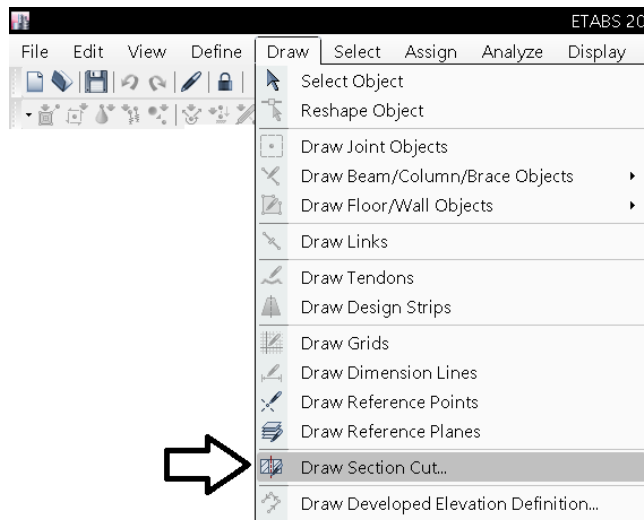 ETABS 20
File Edit View Define Draw Select Assign Analyze Display
Select Object
Reshape Object
Draw Joint Objects
Draw Beam/Column/Brace Objects
Draw Floor/Wall Objects
Draw Links
Draw Tendons
Draw Design Strips
Draw Grids
Draw Dimension Lines
Draw Reference Points
Draw Reference Planes
Draw Section Cut...
Draw Developed Elevation Definition...